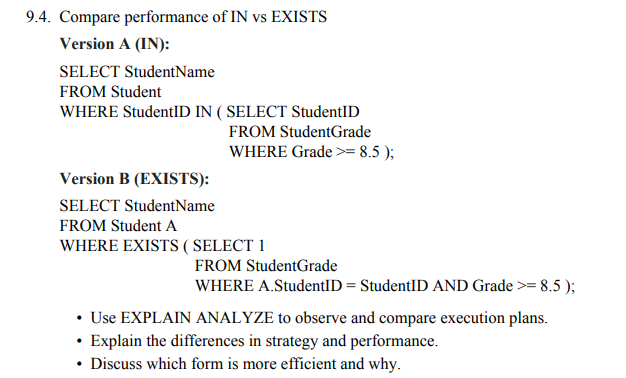 9.4. Compare performance of IN vs EXISTS
Version A (IN):
SELECT StudentName
FROM Student
WHERE StudentID IN ( SELECT StudentID
FROM StudentGrade
WHERE Grade >= 8.5 );
Version B (EXISTS):
SELECT StudentName
FROM Student A
WHERE EXISTS ( SELECT 1
FROM StudentGrade
WHERE A.StudentID = StudentID AND Grade >= 8.5 );
• Use EXPLAIN ANALYZE to observe and compare execution plans.
• Explain the differences in strategy and performance.
• Discuss which form is more efficient and why.